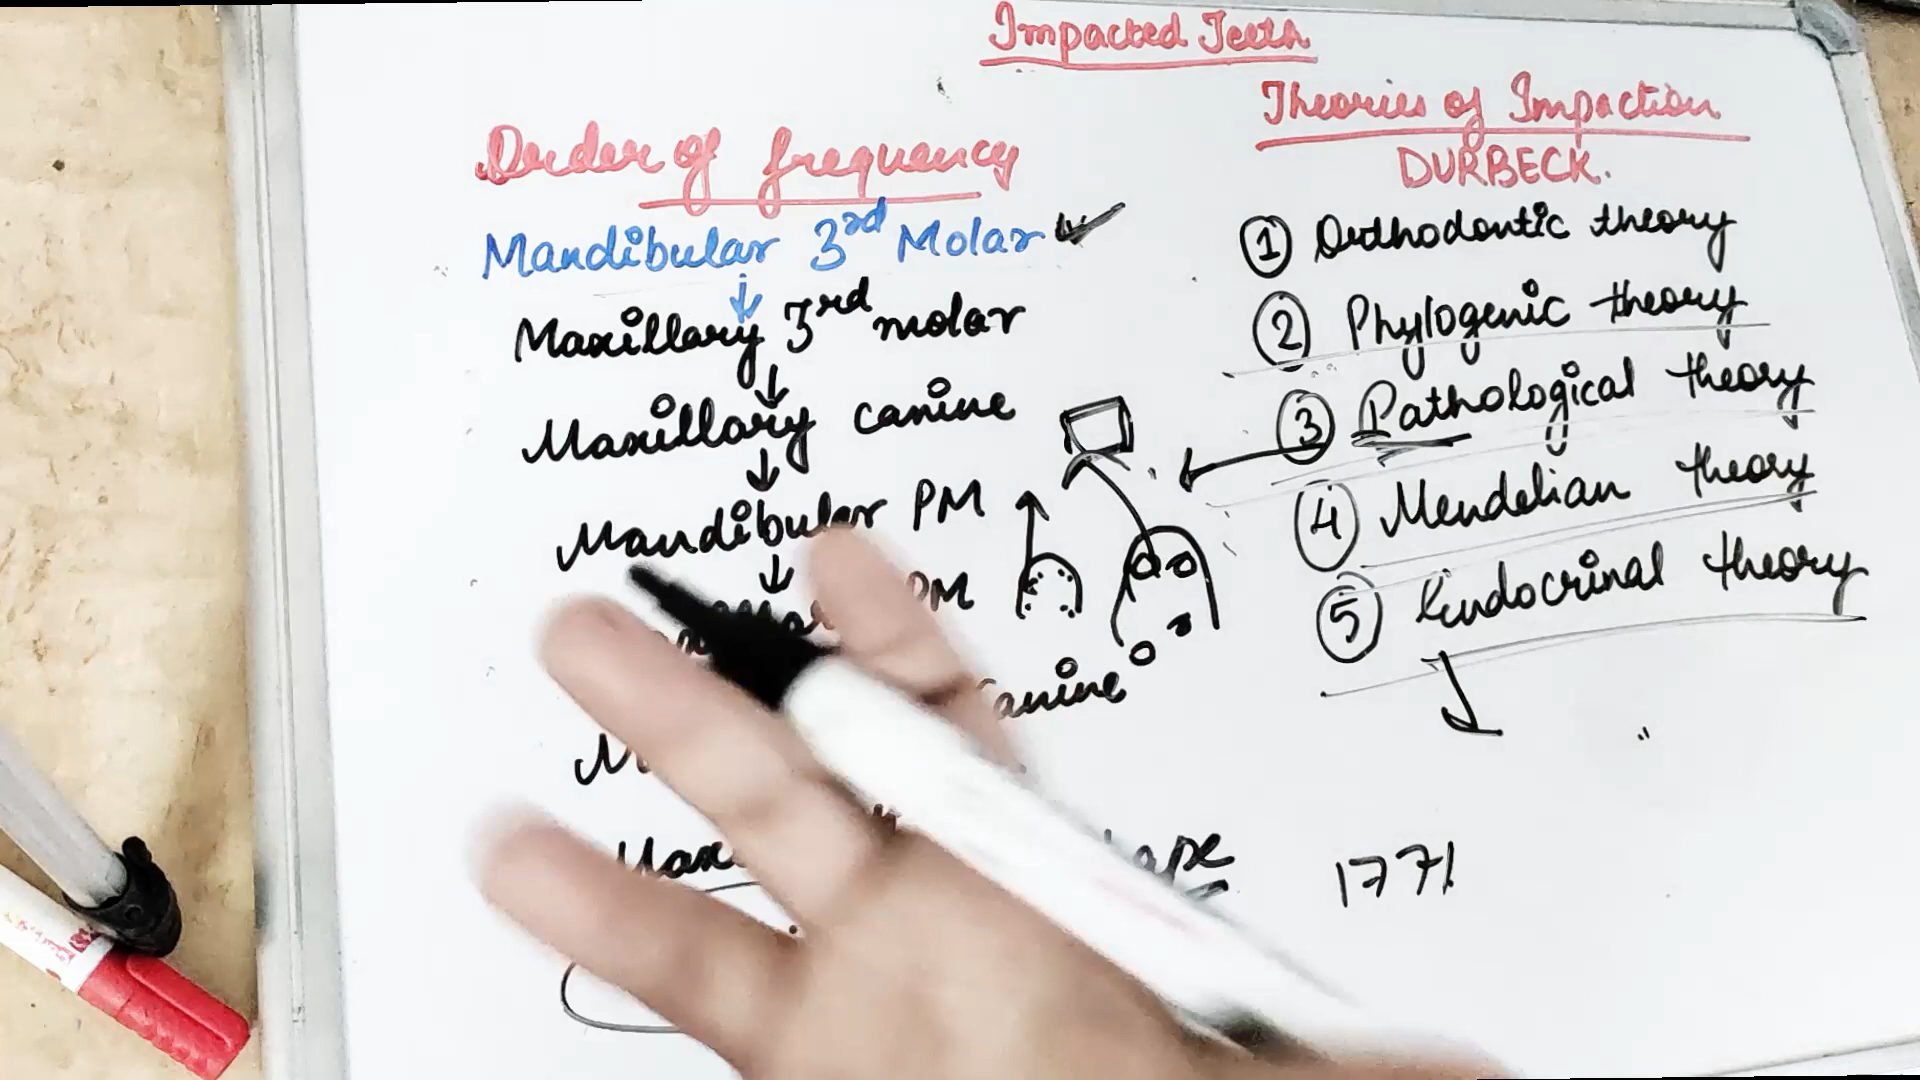 Impacted Teeth
Order of frequency
Mandibular 3rd Molar
Maxillary 3rd molar
Maxillary canine
Mandibular PM
PM
Theories of Impaction
DURBECK.
① Orthodontic theory
② Phylogenic theory
③ Pathological theory
④ Mendelian theory
⑤ Endocrinal theory
1771